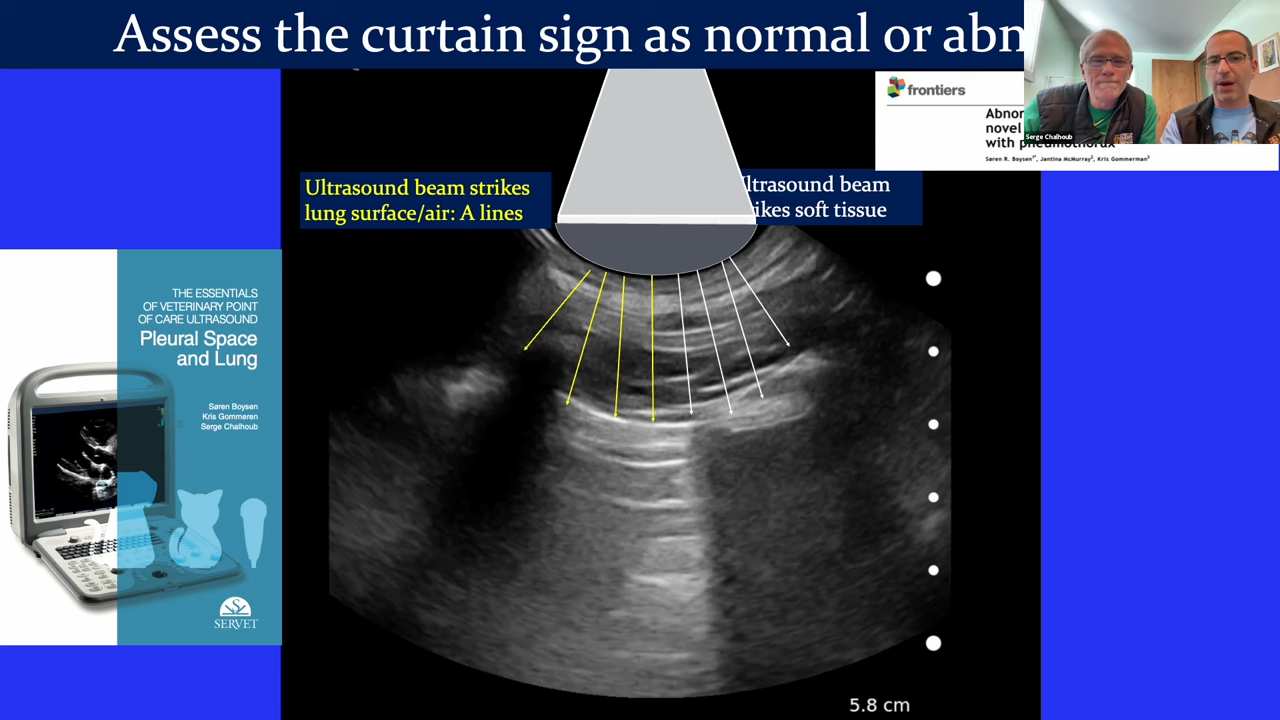 Assess the curtain sign as normal or abn
frontiers
Abnor
novel
with pneumothorax
Søren R. Boysen, Jantina McMurray, Kris Gommerman
Serge Chalhoub
Ultrasound beam strikes
lung surface/air: A lines
ltrasound beam
ikes soft tissue
THE ESSENTIALS
OF VETERINARY POINT
OF CARE ULTRASOUND
Pleural Space
and Lung
Søren Boysen
Kris Gommeren
Serge Chalhoub
S
SERVET
5.8 cm